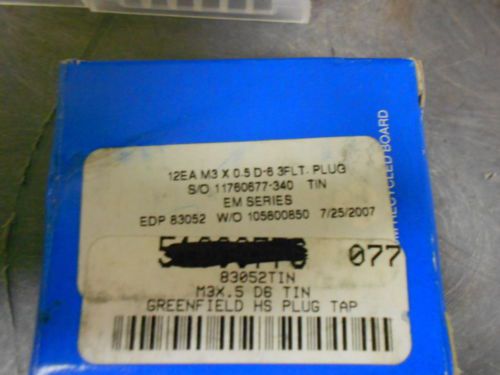 12EA M3 X 0.5 D-6 3FLT. PLUG
S/O 11760677-340 TIN
EM SERIES
EDP 83052 W/O 105800850 7/25/2007
077
83052TIN
M3X.5 D6 TIN
GREENFIELD HS PLUG TAP
RECYCLED BOARD